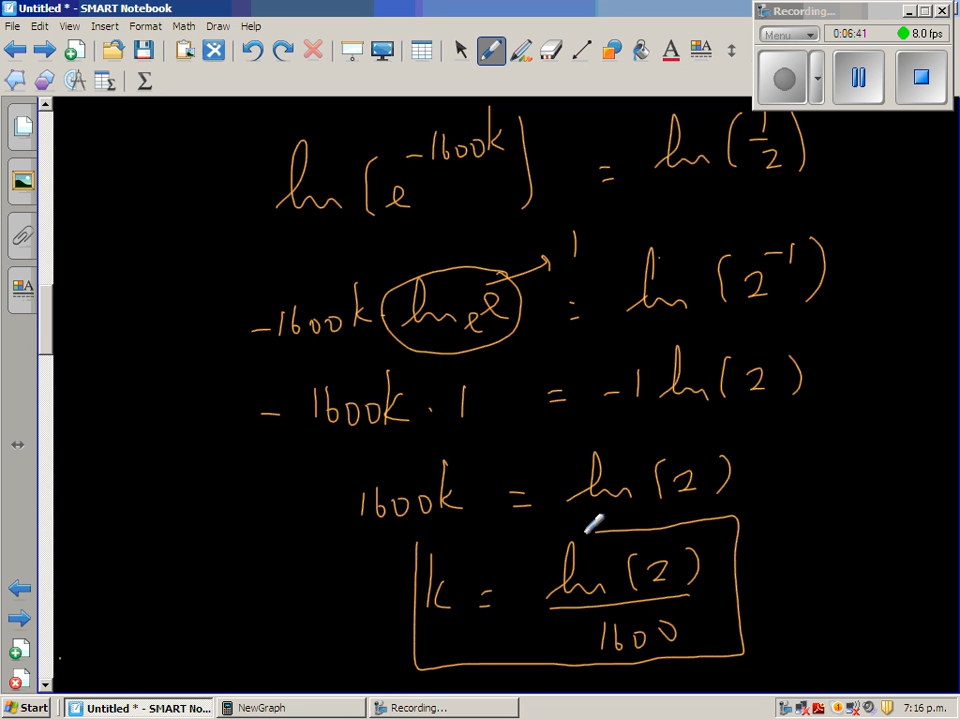 Untitled * - SMART Notebook
Recording...
File Edit View Insert Format Math Draw Help
Menu 0:06:41 8.0 fps
ln(e^-1600k) = ln(1/2)
1
-1600k · ln_e e = ln(2^-1)
-1600k · 1 = -1 ln(2)
1600k = ln(2)
k = ln(2)/1600
Start Untitled * - SMART No... NewGraph Recording... 7:16 p.m.